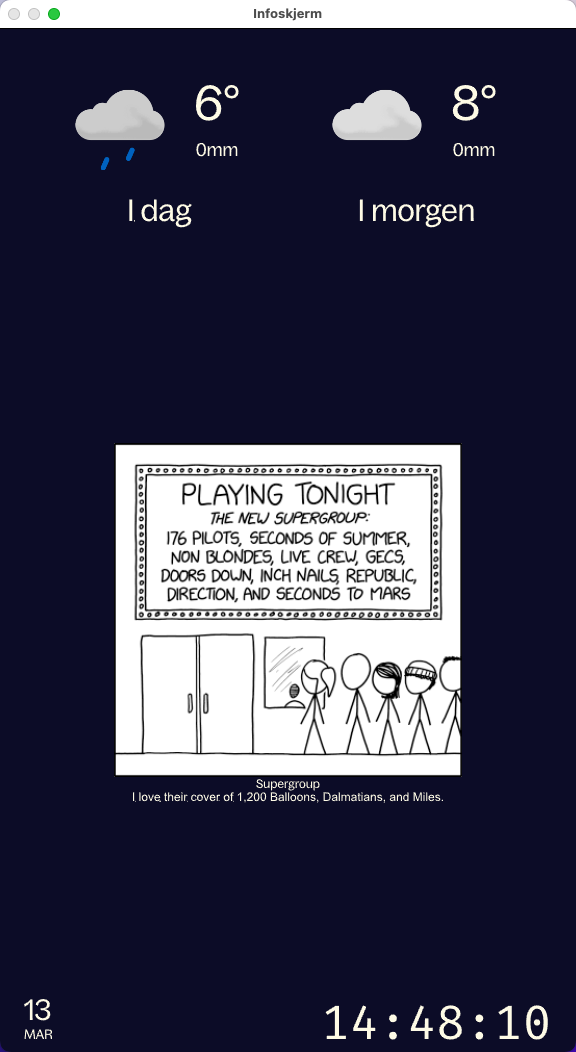 Infoskjerm
6°
0mm
I dag
8°
0mm
I morgen
PLAYING TONIGHT
THE NEW SUPERGROUP:
176 PILOTS, SECONDS OF SUMMER,
NON BLONDES, LIVE CREW, GECS,
DOORS DOWN, INCH NAILS, REPUBLIC,
DIRECTION, AND SECONDS TO MARS
Supergroup
I love their cover of 1,200 Balloons, Dalmatians, and Miles.
13
MAR
14:48:10